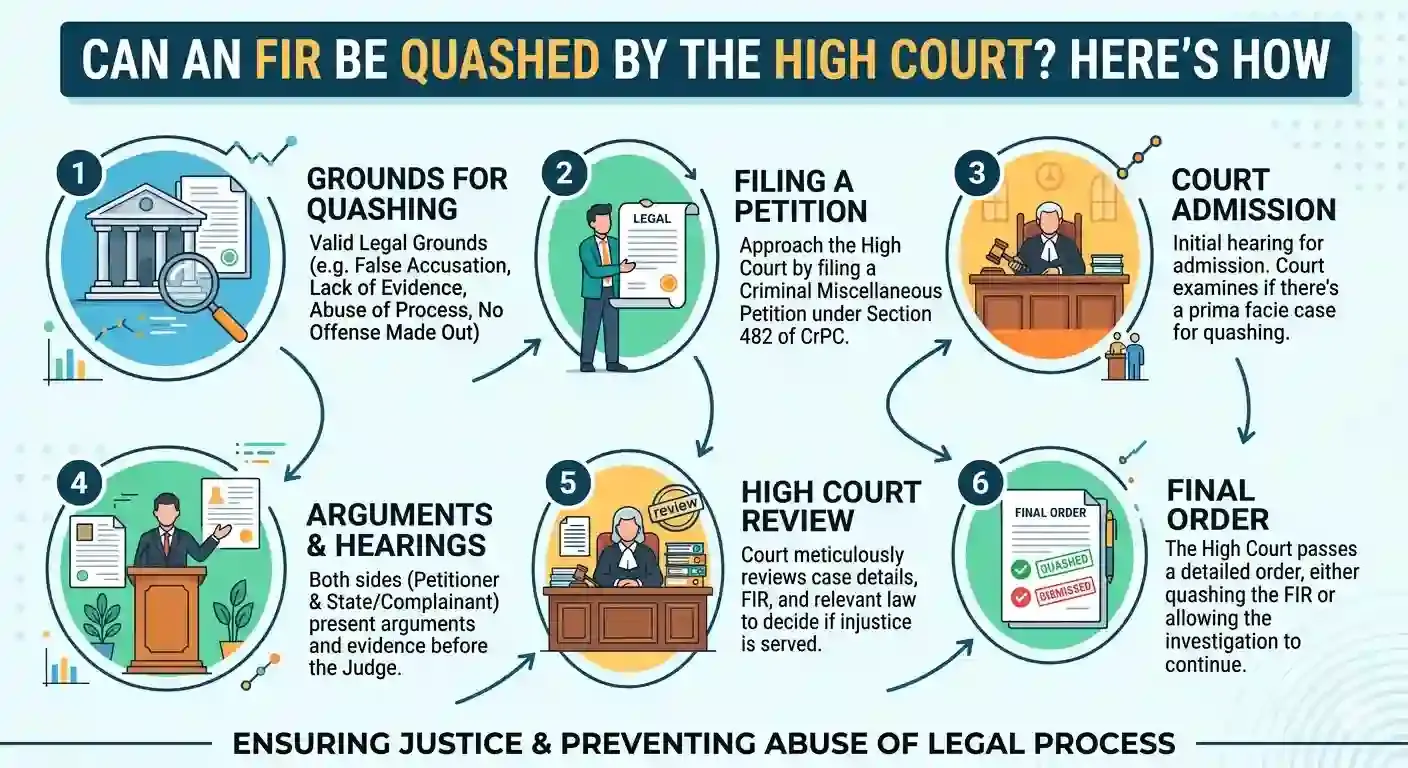 CAN AN FIR BE QUASHED BY THE HIGH COURT? HERE'S HOW
1
GROUNDS FOR
QUASHING
Valid Legal Grounds
(e.g. False Accusation,
Lack of Evidence,
Abuse of Process, No
Offense Made Out)
2
LEGAL
FILING A
PETITION
Approach the High
Court by filing a
Criminal Miscellaneous
Petition under Section
482 of CrPC.
3
COURT
ADMISSION
Initial hearing for
admission. Court
examines if there's
a prima facie case
for quashing.
4
ARGUMENTS
& HEARINGS
Both sides (Petitioner
& State/Complainant)
present arguments
and evidence before
the Judge.
5
review
HIGH COURT
REVIEW
Court meticulously
reviews case details,
FIR, and relevant law
to decide if injustice
is served.
6
FINAL ORDER
QUASHED
FINAL
ORDER
The High Court passes
a detailed order, either
quashing the FIR or
allowing the
investigation to
continue.
ENSURING JUSTICE & PREVENTING ABUSE OF LEGAL PROCESS